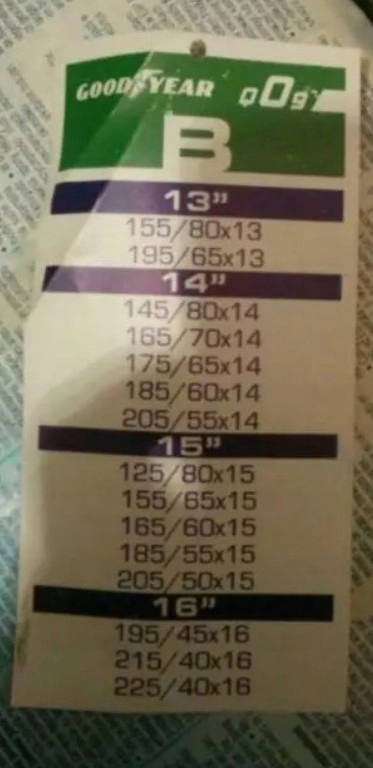 GOODYEAR Q09
B
13"
155/80x13
195/65x13
14"
145/80x14
165/70x14
175/65x14
185/60x14
205/55x14
15"
125/80x15
155/65x15
165/60x15
185/55x15
205/50x15
16"
195/45x16
215/40x16
225/40x16